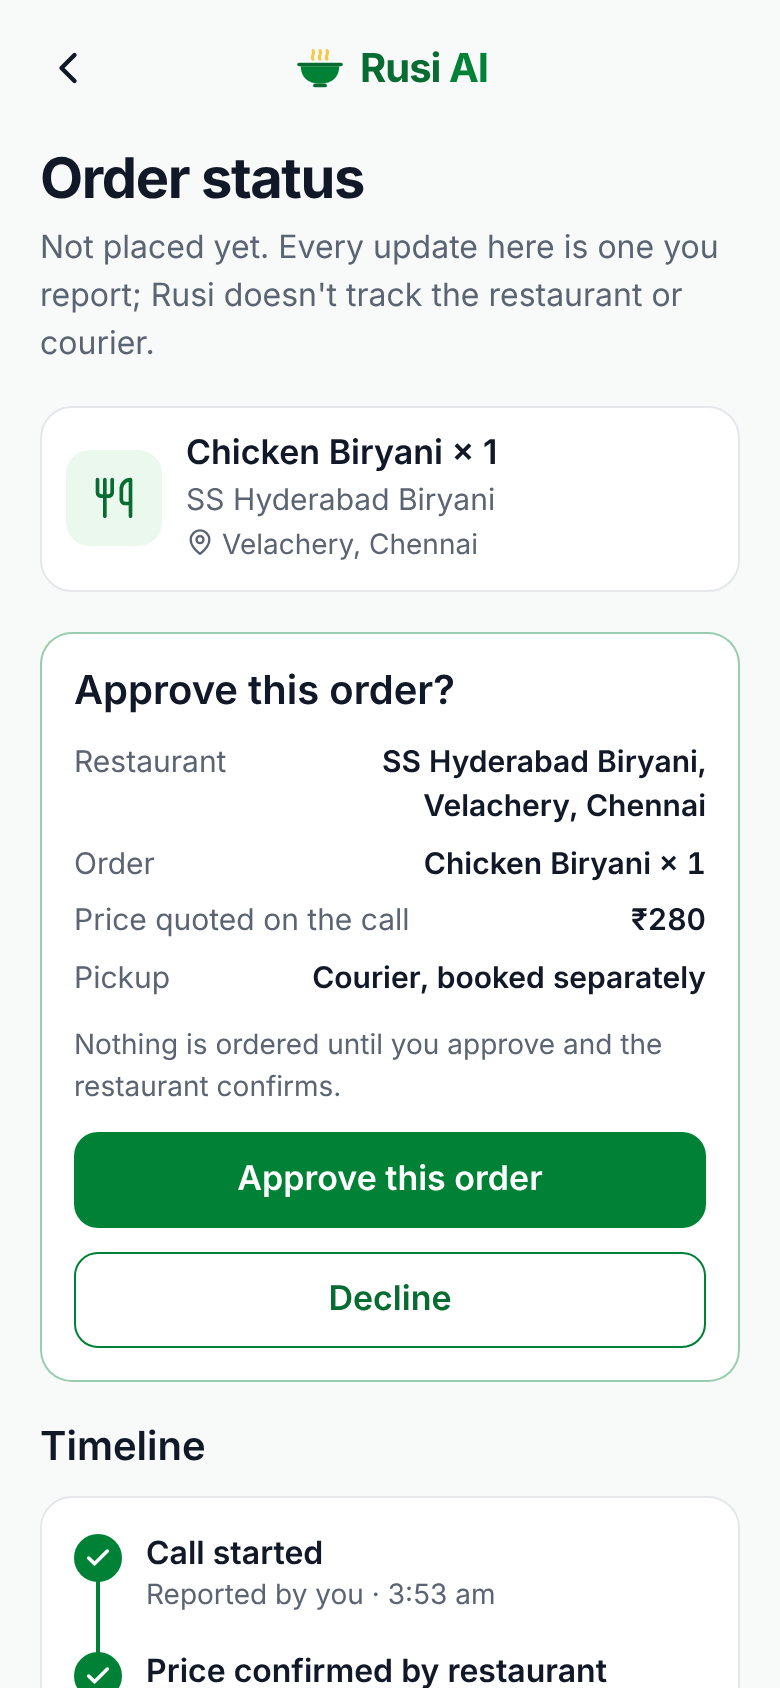 Rusi AI
Order status
Not placed yet. Every update here is one you
report; Rusi doesn't track the restaurant or
courier.
Chicken Biryani × 1
SS Hyderabad Biryani
Velachery, Chennai
Approve this order?
Restaurant SS Hyderabad Biryani,
Velachery, Chennai
Order Chicken Biryani × 1
Price quoted on the call ₹280
Pickup Courier, booked separately
Nothing is ordered until you approve and the
restaurant confirms.
Approve this order
Decline
Timeline
Call started
Reported by you · 3:53 am
Price confirmed by restaurant